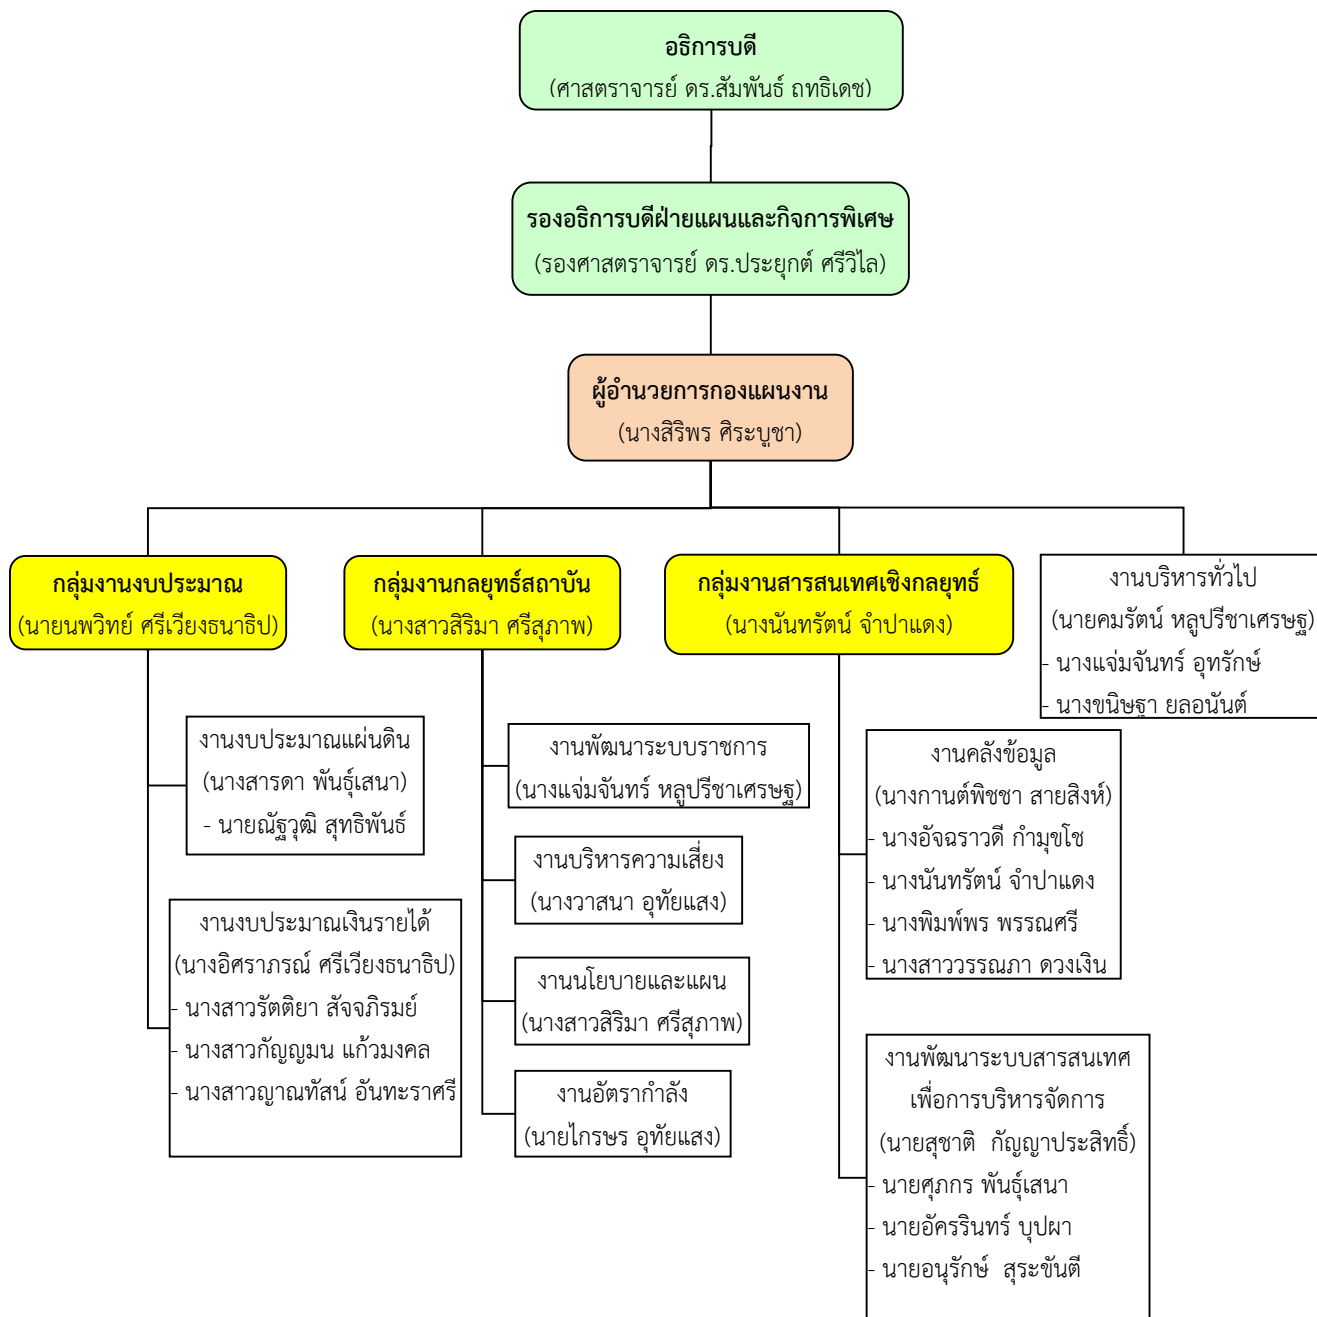 อธิการบดี
(ศาสตราจารย์ ดร.สัมพันธ์ ฤทธิเดช)
รองอธิการบดีฝ่ายแผนและกิจการพิเศษ
(รองศาสตราจารย์ ดร.ประยุกต์ ศรีวิไล)
ผู้อำนวยการกองแผนงาน
(นางสิริพร ศิระบูชา)
กลุ่มงานงบประมาณ
(นายนพวิทย์ ศรีเวียงธนาธิป)
กลุ่มงานกลยุทธ์สถาบัน
(นางสาวสิริมา ศรีสุภาพ)
กลุ่มงานสารสนเทศเชิงกลยุทธ์
(นางนันทรัตน์ จำปาแดง)
งานบริหารทั่วไป
(นายคมรัตน์ หลูปรีชาเศรษฐ)
- นางแจ่มจันทร์ อุทรักษ์
- นางขนิษฐา ยลอนันต์
งานงบประมาณแผ่นดิน
(นางสารดา พันธุ์เสนา)
- นายณัฐวุฒิ สุทธิพันธ์
งานงบประมาณเงินรายได้
(นางอิศราภรณ์ ศรีเวียงธนาธิป)
- นางสาวรัตติยา สัจจภิรมย์
- นางสาวกัญญมน แก้วมงคล
- นางสาวญาณทัสน์ อันทะราศรี
งานพัฒนาระบบราชการ
(นางแจ่มจันทร์ หลูปรีชาเศรษฐ)
งานบริหารความเสี่ยง
(นางวาสนา อุทัยแสง)
งานนโยบายและแผน
(นางสาวสิริมา ศรีสุภาพ)
งานอัตรากำลัง
(นายไกรษร อุทัยแสง)
งานคลังข้อมูล
(นางกานต์พิชชา สายสิงห์)
- นางอัจฉราวดี กำมุขโช
- นางนันทรัตน์ จำปาแดง
- นางพิมพ์พร พรรณศรี
- นางสาววรรณภา ดวงเงิน
งานพัฒนาระบบสารสนเทศ
เพื่อการบริหารจัดการ
(นายสุชาติ กัญญาประสิทธิ์)
- นายศุภกร พันธุ์เสนา
- นายอัครรินทร์ บุปผา
- นายอนุรักษ์ สุระขันตี